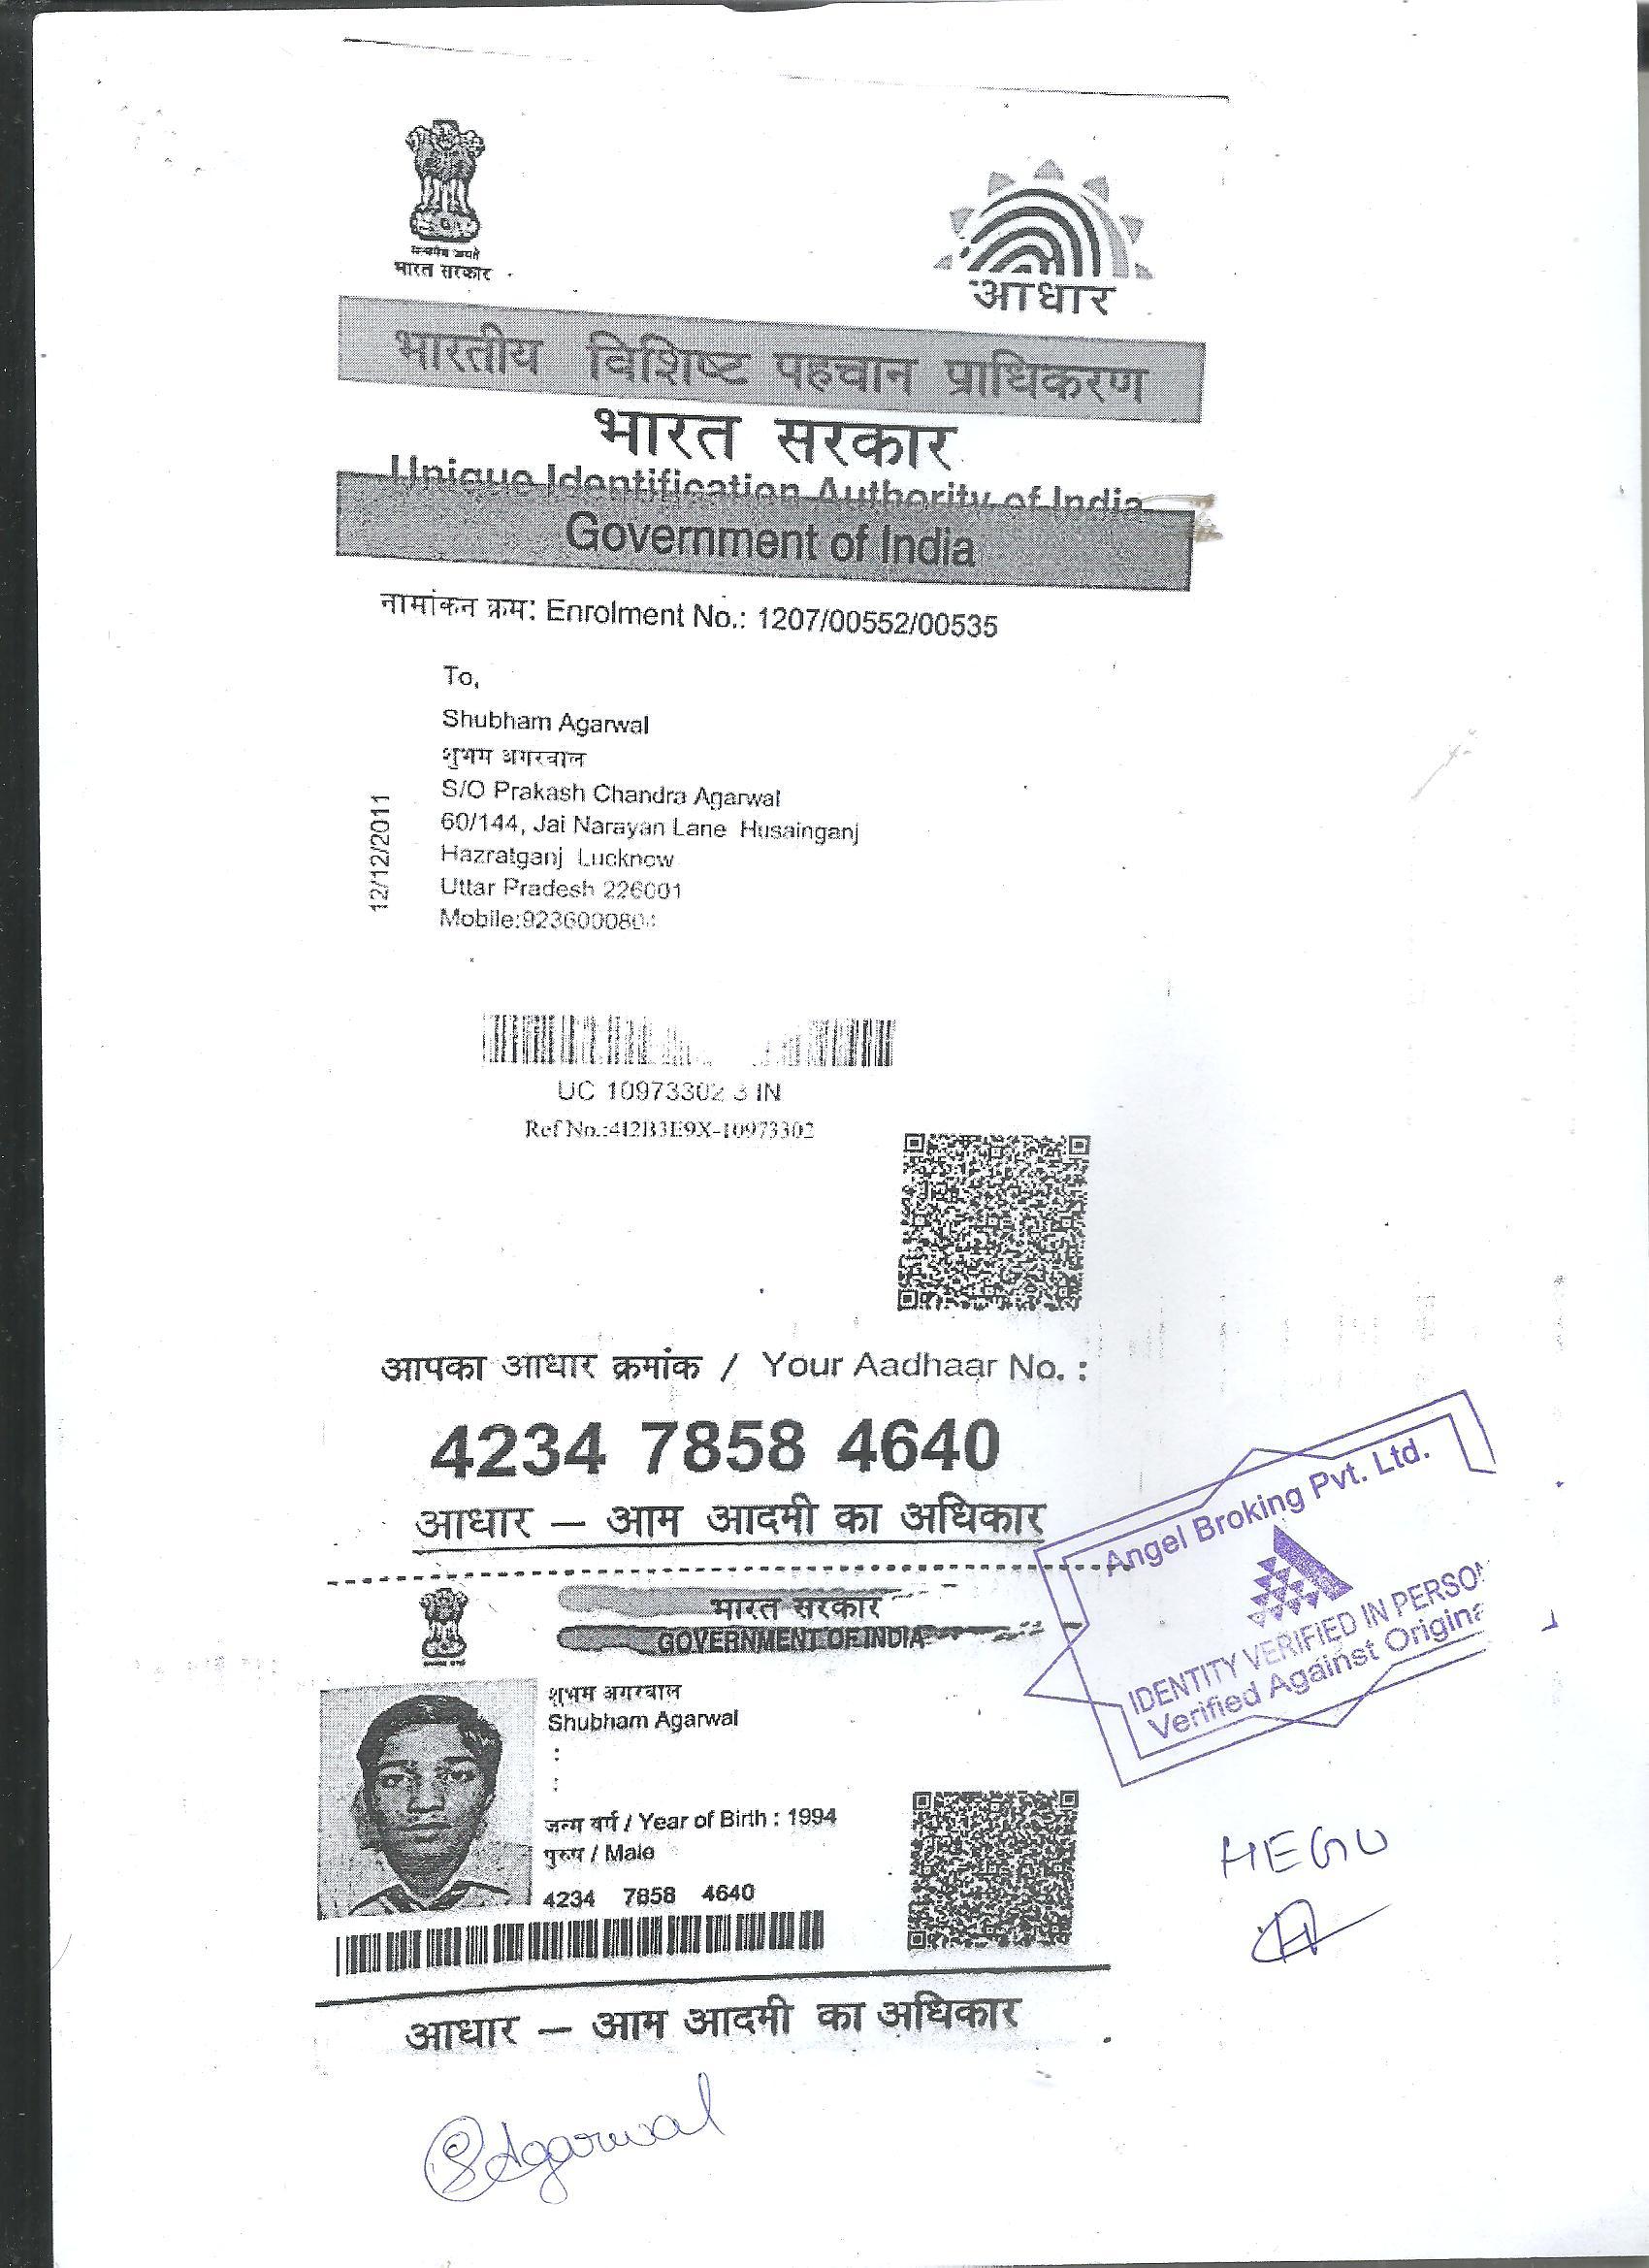 सत्यमेव जयते
भारत सरकार
आधार
भारतीय विशिष्ट पहचान प्राधिकरण
भारत सरकार
Unique Identification Authority of India
Government of India
नामांकन क्रम: Enrolment No.: 1207/00552/00535
To,
Shubham Agarwal
शुभम अगरवाल
S/O Prakash Chandra Agarwal
60/144, Jai Narayan Lane Husainganj
Hazratganj Lucknow
Uttar Pradesh 226001
Mobile:
12/12/2011
UC 10973302 3 IN
Ref No.:412B3E9X-10973302
आपका आधार क्रमांक / Your Aadhaar No. :
4234 7858 4640
आधार – आम आदमी का अधिकार
भारत सरकार
GOVERNMENT OF INDIA
शुभम अगरवाल
Shubham Agarwal
:
:
जन्म वर्ष / Year of Birth : 1994
पुरुष / Male
4234 7858 4640
आधार – आम आदमी का अधिकार
Angel Broking Pvt. Ltd.
IDENTITY VERIFIED IN PERSON
Verified Against Origina
MEGU
SAgarwal